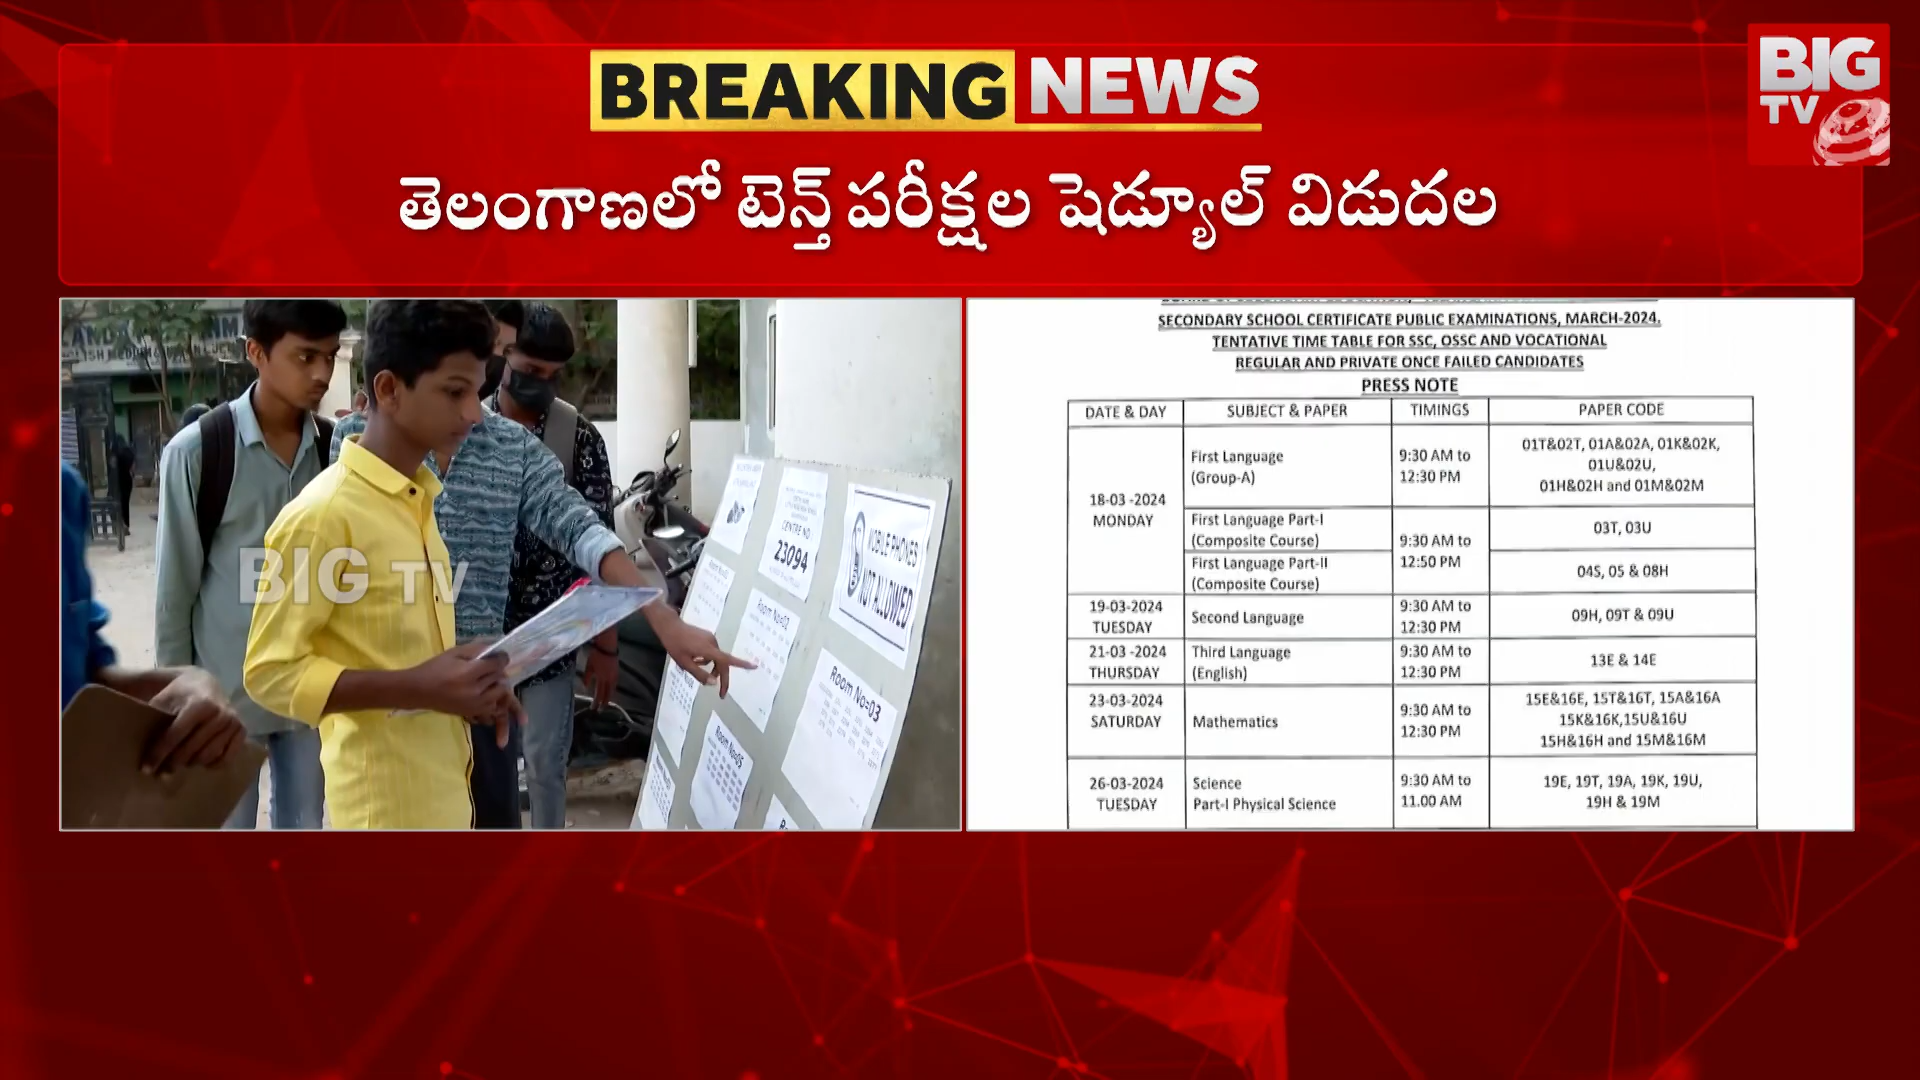 BREAKING NEWS
BIG
TV
తెలంగాణలో టెన్త్ పరీక్షల షెడ్యూల్ విడుదల
BIG TV
CENTRE NO
23094
MOBILE PHONES
NOT ALLOWED
Room No=02
Room No=03
Room No=05
SECONDARY SCHOOL CERTIFICATE PUBLIC EXAMINATIONS, MARCH-2024.
TENTATIVE TIME TABLE FOR SSC, OSSC AND VOCATIONAL
REGULAR AND PRIVATE ONCE FAILED CANDIDATES
PRESS NOTE
DATE & DAY SUBJECT & PAPER TIMINGS PAPER CODE
18-03 -2024
MONDAY
First Language
(Group-A)
9:30 AM to
12:30 PM
01T&02T, 01A&02A, 01K&02K,
01U&02U,
01H&02H and 01M&02M
First Language Part-I
(Composite Course)
9:30 AM to
12:50 PM
03T, 03U
First Language Part-II
(Composite Course)
04S, 05 & 08H
19-03-2024
TUESDAY
Second Language
9:30 AM to
12:30 PM
09H, 09T & 09U
21-03 -2024
THURSDAY
Third Language
(English)
9:30 AM to
12:30 PM
13E & 14E
23-03-2024
SATURDAY
Mathematics
9:30 AM to
12:30 PM
15E&16E, 15T&16T, 15A&16A
15K&16K,15U&16U
15H&16H and 15M&16M
26-03-2024
TUESDAY
Science
Part-I Physical Science
9:30 AM to
11.00 AM
19E, 19T, 19A, 19K, 19U,
19H & 19M